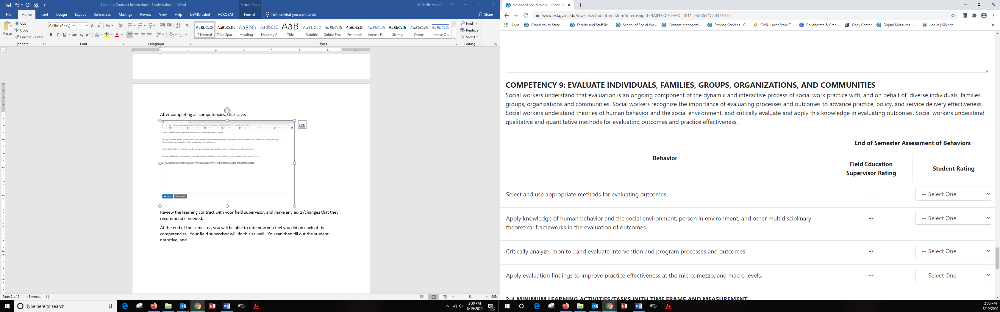 Learning Contract Instructions - Student.docx - Word
Picture Tools
Michelle Hodde
File Home Insert Design Layout References Mailings Review View Help DYMO Label ACROBAT Format Tell me what you want to do Share
Paste
Cut
Copy
Format Painter
Clipboard
Calibri (Body) 11
Font
Paragraph
AaBbCcDc AaBbCcDc AaBbCc AaBbCcE AaB AaBbCcD AaBbCcDc AaBbCcDc AaBbCcDc AaBbCcDc AaBbCcDc AaBbCcDc
¶ Normal ¶ No Spac... Heading 1 Heading 2 Title Subtitle Subtle Em... Emphasis Intense E... Strong Quote Intense Q...
Styles
Find
Replace
Select
Editing
After completing all competencies, click save:
Select and use appropriate methods for evaluating outcomes.
Apply knowledge of human behavior and the social environment, person in environment, and other multidisciplinary
theoretical frameworks in the evaluation of outcomes.
Critically analyze, monitor, and evaluate intervention and program processes and outcomes.
Apply evaluation findings to improve practice effectiveness at the micro, mezzo, and macro levels.
2-4 MINIMUM LEARNING ACTIVITIES/TASKS WITH TIME FRAME AND MEASUREMENT
Save Cancel
Review the learning contract with your field supervisor, and make any edits/changes that they
recommend if needed.
At the end of the semester, you will be able to rate how you feel you did on each of the
competencies. Your field supervisor will do this as well. You can then fill out the student
narrative, and
Page 2 of 2 143 words
98%
Type here to search
2:30 PM
8/19/2020
2
School of Social Work - Grand Va
wwwtest.gvsu.edu/ssw/felc/student-edit.htm?internshipId=4A8493C9-BA6C-7811-25A35B1C3037A73E
Apps Grand Valley State... Faculty and Staff Re... School of Social Wo... Content Managem... Parking Services - G... GVSU Laker Store T... Collaborate & Crea... Copy Center Digital Measures -... Log in | Silktide
COMPETENCY 9: EVALUATE INDIVIDUALS, FAMILIES, GROUPS, ORGANIZATIONS, AND COMMUNITIES
Social workers understand that evaluation is an ongoing component of the dynamic and interactive process of social work practice with, and on behalf of, diverse individuals, families,
groups, organizations and communities. Social workers recognize the importance of evaluating processes and outcomes to advance practice, policy, and service delivery effectiveness.
Social workers understand theories of human behavior and the social environment, and critically evaluate and apply this knowledge in evaluating outcomes. Social workers understand
qualitative and quantitative methods for evaluating outcomes and practice effectiveness.
Behavior
End of Semester Assessment of Behaviors
Field Education
Supervisor Rating
Student Rating
Select and use appropriate methods for evaluating outcomes. -- -- Select One
Apply knowledge of human behavior and the social environment, person in environment, and other multidisciplinary
theoretical frameworks in the evaluation of outcomes. -- -- Select One
Critically analyze, monitor, and evaluate intervention and program processes and outcomes. -- -- Select One
Apply evaluation findings to improve practice effectiveness at the micro, mezzo, and macro levels. -- -- Select One
2-4 MINIMUM LEARNING ACTIVITIES/TASKS WITH TIME FRAME AND MEASUREMENT
2:30 PM
8/19/2020